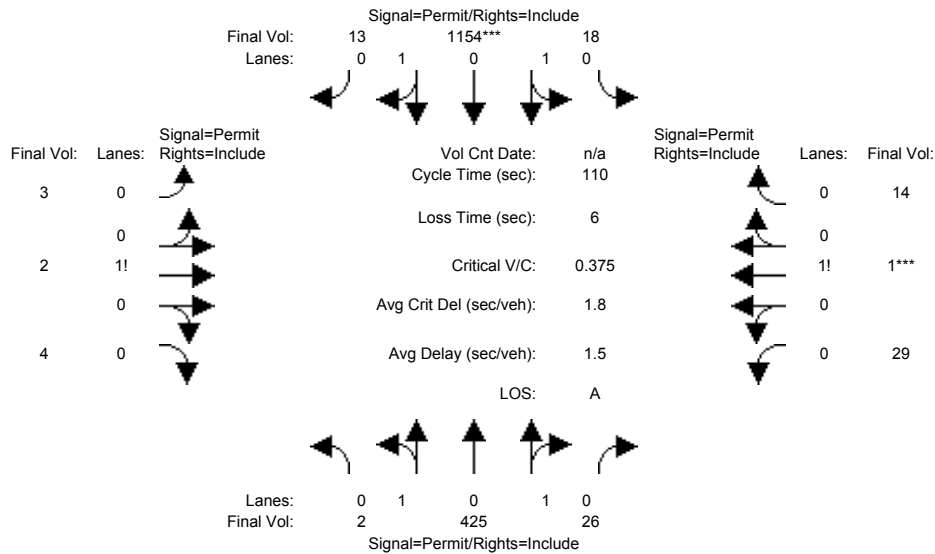 Signal=Permit/Rights=Include
Final Vol: 13 1154*** 18
Lanes: 0 1 0 1 0
Signal=Permit Signal=Permit
Final Vol: Lanes: Rights=Include Vol Cnt Date: n/a Rights=Include Lanes: Final Vol:
Cycle Time (sec): 110
3 0 0 14
Loss Time (sec): 6
0 0
2 1! Critical V/C: 0.375 1! 1***
0 Avg Crit Del (sec/veh): 1.8 0
4 0 Avg Delay (sec/veh): 1.5 0 29
LOS: A
Lanes: 0 1 0 1 0
Final Vol: 2 425 26
Signal=Permit/Rights=Include